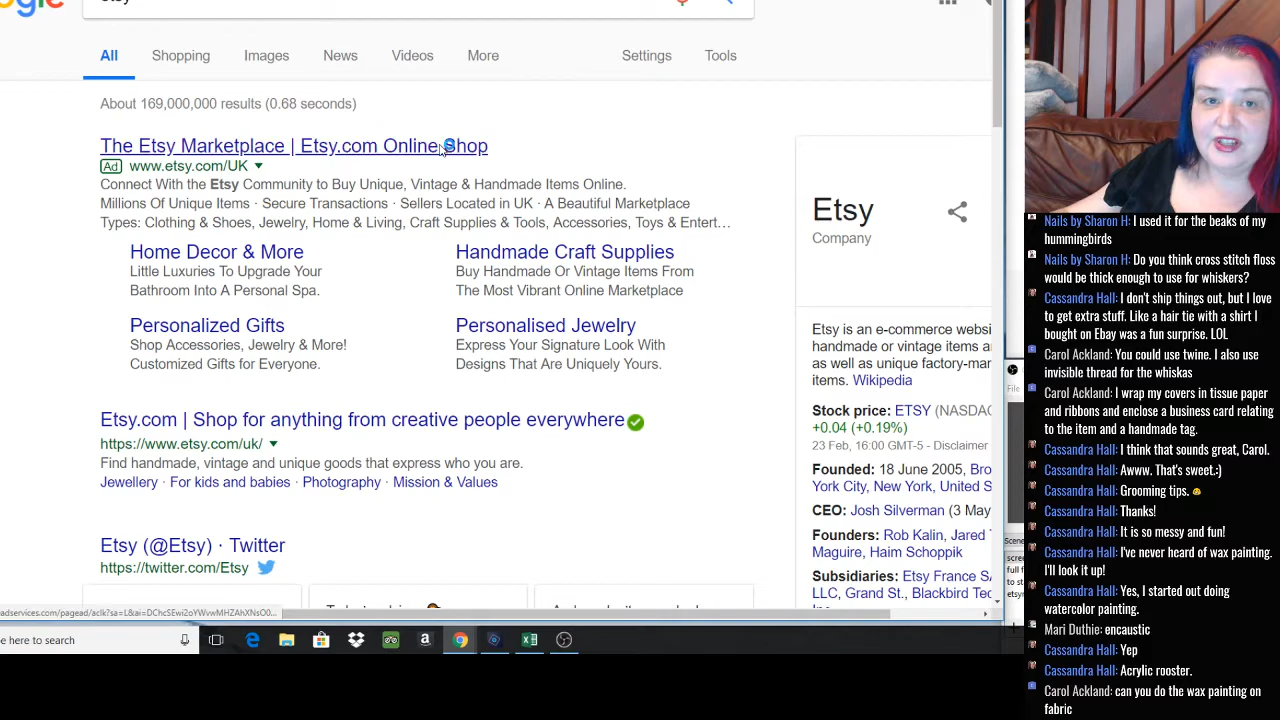 All Shopping Images News Videos More Settings Tools
About 169,000,000 results (0.68 seconds)
The Etsy Marketplace | Etsy.com Online Shop
Ad www.etsy.com/UK
Connect With the Etsy Community to Buy Unique, Vintage & Handmade Items Online.
Millions Of Unique Items · Secure Transactions · Sellers Located in UK · A Beautiful Marketplace
Types: Clothing & Shoes, Jewelry, Home & Living, Craft Supplies & Tools, Accessories, Toys & Entert…
Home Decor & More
Little Luxuries To Upgrade Your
Bathroom Into A Personal Spa.
Handmade Craft Supplies
Buy Handmade Or Vintage Items From
The Most Vibrant Online Marketplace
Personalized Gifts
Shop Accessories, Jewelry & More!
Customized Gifts for Everyone.
Personalised Jewelry
Express Your Signature Look With
Designs That Are Uniquely Yours.
Etsy.com | Shop for anything from creative people everywhere
https://www.etsy.com/uk/
Find handmade, vintage and unique goods that express who you are.
Jewellery · For kids and babies · Photography · Mission & Values
Etsy (@Etsy) · Twitter
https://twitter.com/Etsy
eadservices.com/pagead/aclk?sa=L&ai=DChcSEwi2oYWvwMHZAhXNsO0...
e here to search
Etsy
Company
Etsy is an e-commerce websi
handmade or vintage items an
as well as unique factory-mar
items. Wikipedia
Stock price: ETSY (NASDAQ
+0.04 (+0.19%)
23 Feb, 16:00 GMT-5 - Disclaimer
Founded: 18 June 2005, Bro
York City, New York, United S
CEO: Josh Silverman (3 May
Founders: Rob Kalin, Jared
Maguire, Haim Schoppik
Subsidiaries: Etsy France SA
LLC, Grand St., Blackbird Tec
File
Nails by Sharon H: I used it for the beaks of my
hummingbirds
Nails by Sharon H: Do you think cross stitch floss
would be thick enough to use for whiskers?
Cassandra Hall: I don't ship things out, but I love
to get extra stuff. Like a hair tie with a shirt I
bought on Ebay was a fun surprise. LOL
Carol Ackland: You could use twine. I also use
invisible thread for the whiskas
Carol Ackland: I wrap my covers in tissue paper
and ribbons and enclose a business card relating
to the item and a handmade tag.
Cassandra Hall: I think that sounds great, Carol.
Cassandra Hall: Awww. That's sweet.:)
Cassandra Hall: Grooming tips.
Cassandra Hall: Thanks!
Cassandra Hall: It is so messy and fun!
Cassandra Hall: I've never heard of wax painting.
I'll look it up!
Cassandra Hall: Yes, I started out doing
watercolor painting.
Mari Duthie: encaustic
Cassandra Hall: Yep
Cassandra Hall: Acrylic rooster.
Carol Ackland: can you do the wax painting on
fabric